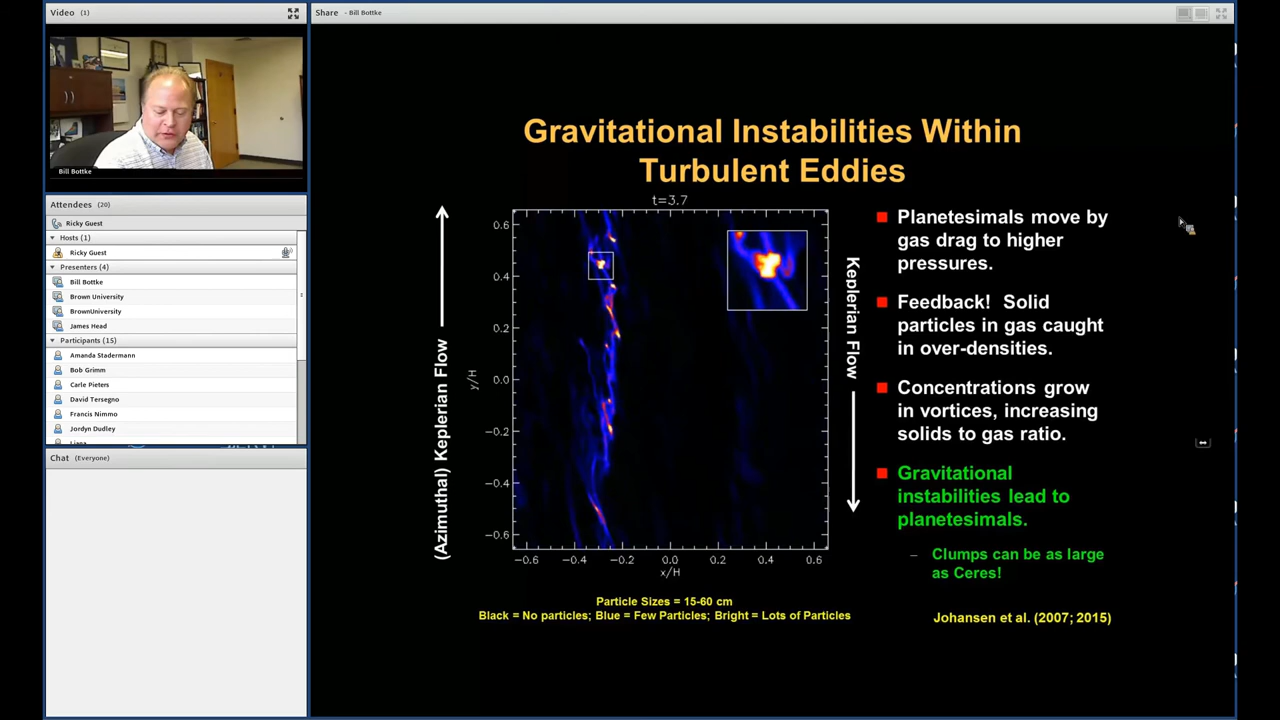 Video (1)
Bill Bottke
Attendees (20)
Ricky Guest
Hosts (1)
Ricky Guest
Presenters (4)
Bill Bottke
Brown University
BrownUniversity
James Head
Participants (15)
Amanda Stadermann
Bob Grimm
Carle Pieters
David Tersegno
Francis Nimmo
Jordyn Dudley
Chat (Everyone)
Share - Bill Bottke
Gravitational Instabilities Within
Turbulent Eddies
t=3.7
(Azimuthal) Keplerian Flow
y/H
0.6
0.4
0.2
0.0
−0.2
−0.4
−0.6
−0.6 −0.4 −0.2 0.0 0.2 0.4 0.6
x/H
Keplerian Flow
Particle Sizes = 15-60 cm
Black = No particles; Blue = Few Particles; Bright = Lots of Particles
Planetesimals move by
gas drag to higher
pressures.
Feedback! Solid
particles in gas caught
in over-densities.
Concentrations grow
in vortices, increasing
solids to gas ratio.
Gravitational
instabilities lead to
planetesimals.
– Clumps can be as large
as Ceres!
Johansen et al. (2007; 2015)